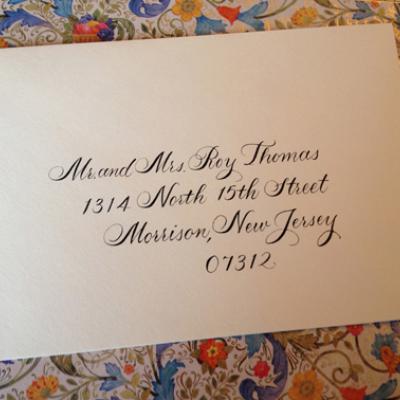 Mr. and Mrs. Roy Thomas
1314 North 15th Street
Morrison, New Jersey
07312